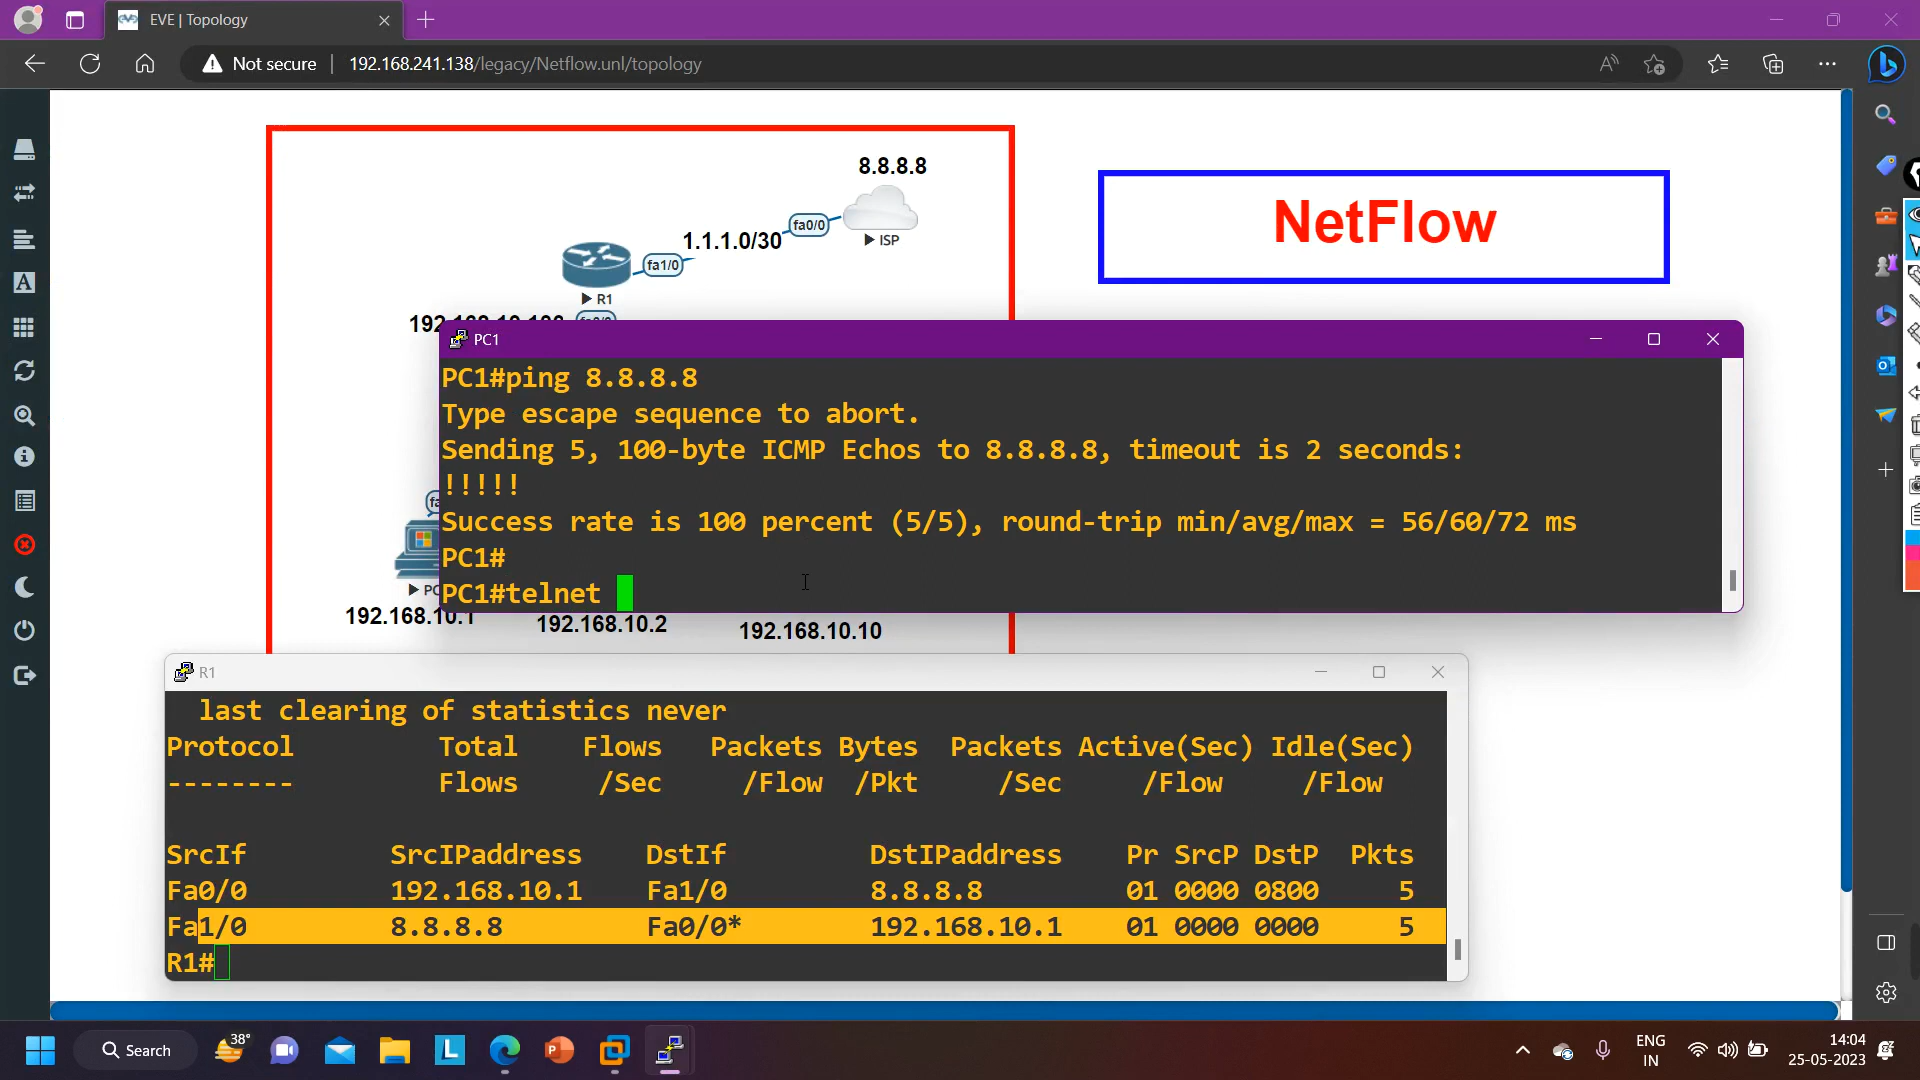 EVE | Topology
Not secure
192.168.241.138/legacy/Netflow.unl/topology
8.8.8.8
NetFlow
fa0/0
1.1.1.0/30
ISP
fa1/0
R1
PC1
PC1#ping 8.8.8.8
Type escape sequence to abort.
Sending 5, 100-byte ICMP Echos to 8.8.8.8, timeout is 2 seconds:
!!!!!
Success rate is 100 percent (5/5), round-trip min/avg/max = 56/60/72 ms
PC1#
PC1#telnet
192.168.10.1
192.168.10.2
192.168.10.10
R1
last clearing of statistics never
Protocol Total Flows Packets Bytes Packets Active(Sec) Idle(Sec)
-------- Flows /Sec /Flow /Pkt /Sec /Flow /Flow
SrcIf SrcIPaddress DstIf DstIPaddress Pr SrcP DstP Pkts
Fa0/0 192.168.10.1 Fa1/0 8.8.8.8 01 0000 0800 5
Fa1/0 8.8.8.8 Fa0/0* 192.168.10.1 01 0000 0000 5
R1#
Search
38°
ENG
IN
14:04
25-05-2023